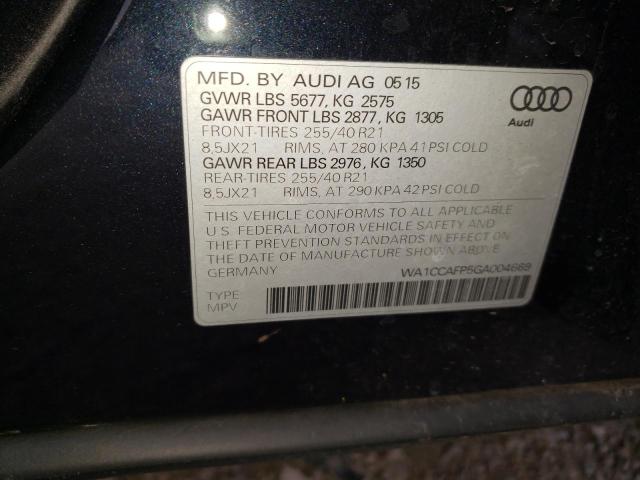 MFD. BY AUDI AG 05 15
GVWR LBS 5677, KG 2575
GAWR FRONT LBS 2877, KG 1305
FRONT-TIRES 255/40 R21
8,5JX21 RIMS, AT 280 KPA 41 PSI COLD
GAWR REAR LBS 2976, KG 1350
REAR-TIRES 255/40 R21
8,5JX21 RIMS, AT 290 KPA 42 PSI COLD
Audi
THIS VEHICLE CONFORMS TO ALL APPLICABLE
U.S. FEDERAL MOTOR VEHICLE SAFETY AND
THEFT PREVENTION STANDARDS IN EFFECT ON
THE DATE OF MANUFACTURE SHOWN ABOVE
GERMANY
WA1CCAFP5GA004669
TYPE
MPV